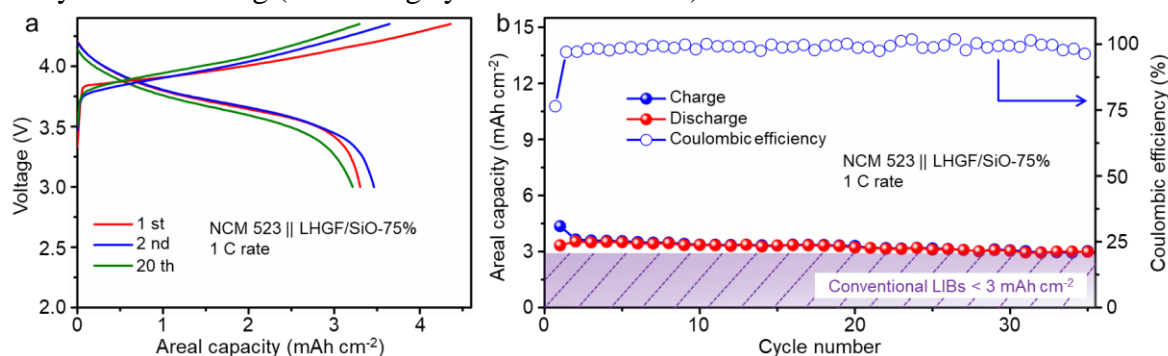 a
Voltage (V)
4.0
3.5
3.0
2.5
2.0
1 st
2 nd
20 th
NCM 523 || LHGF/SiO-75%
1 C rate
0
1
2
3
4
Areal capacity (mAh cm⁻²)
b
Areal capacity (mAh cm⁻²)
15
12
9
6
3
0
Charge
Discharge
Coulombic efficiency
NCM 523 || LHGF/SiO-75%
1 C rate
Conventional LIBs < 3 mAh cm⁻²
0
10
20
30
Cycle number
100
75
50
25
0
Coulombic efficiency (%)